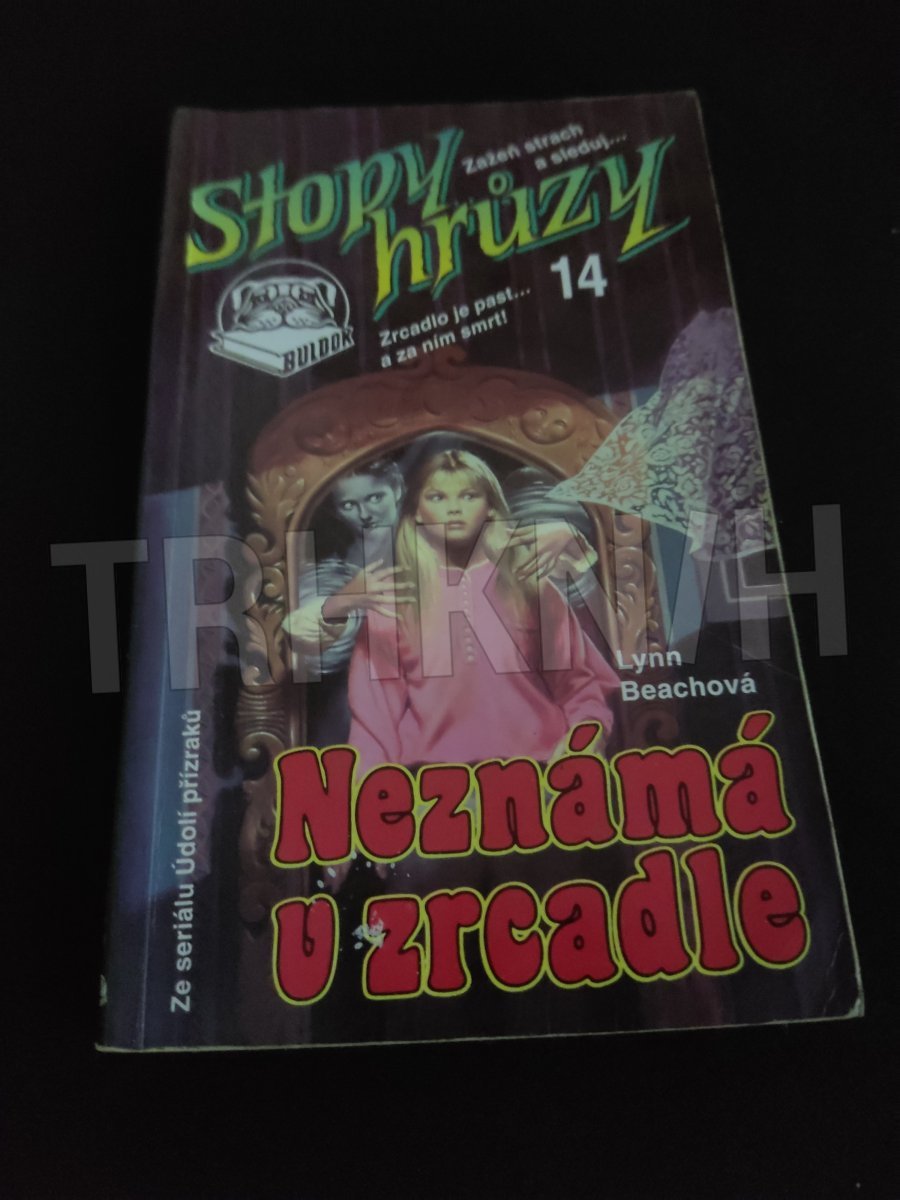 Zažeň strach
a sleduj...
Stopy
hrůzy
14
BULDOK
Zrcadlo je past...
a za ním smrt!
TRHKNIH
Lynn
Beachová
Ze seriálu Údolí přízraků
Neznámá
v zrcadle